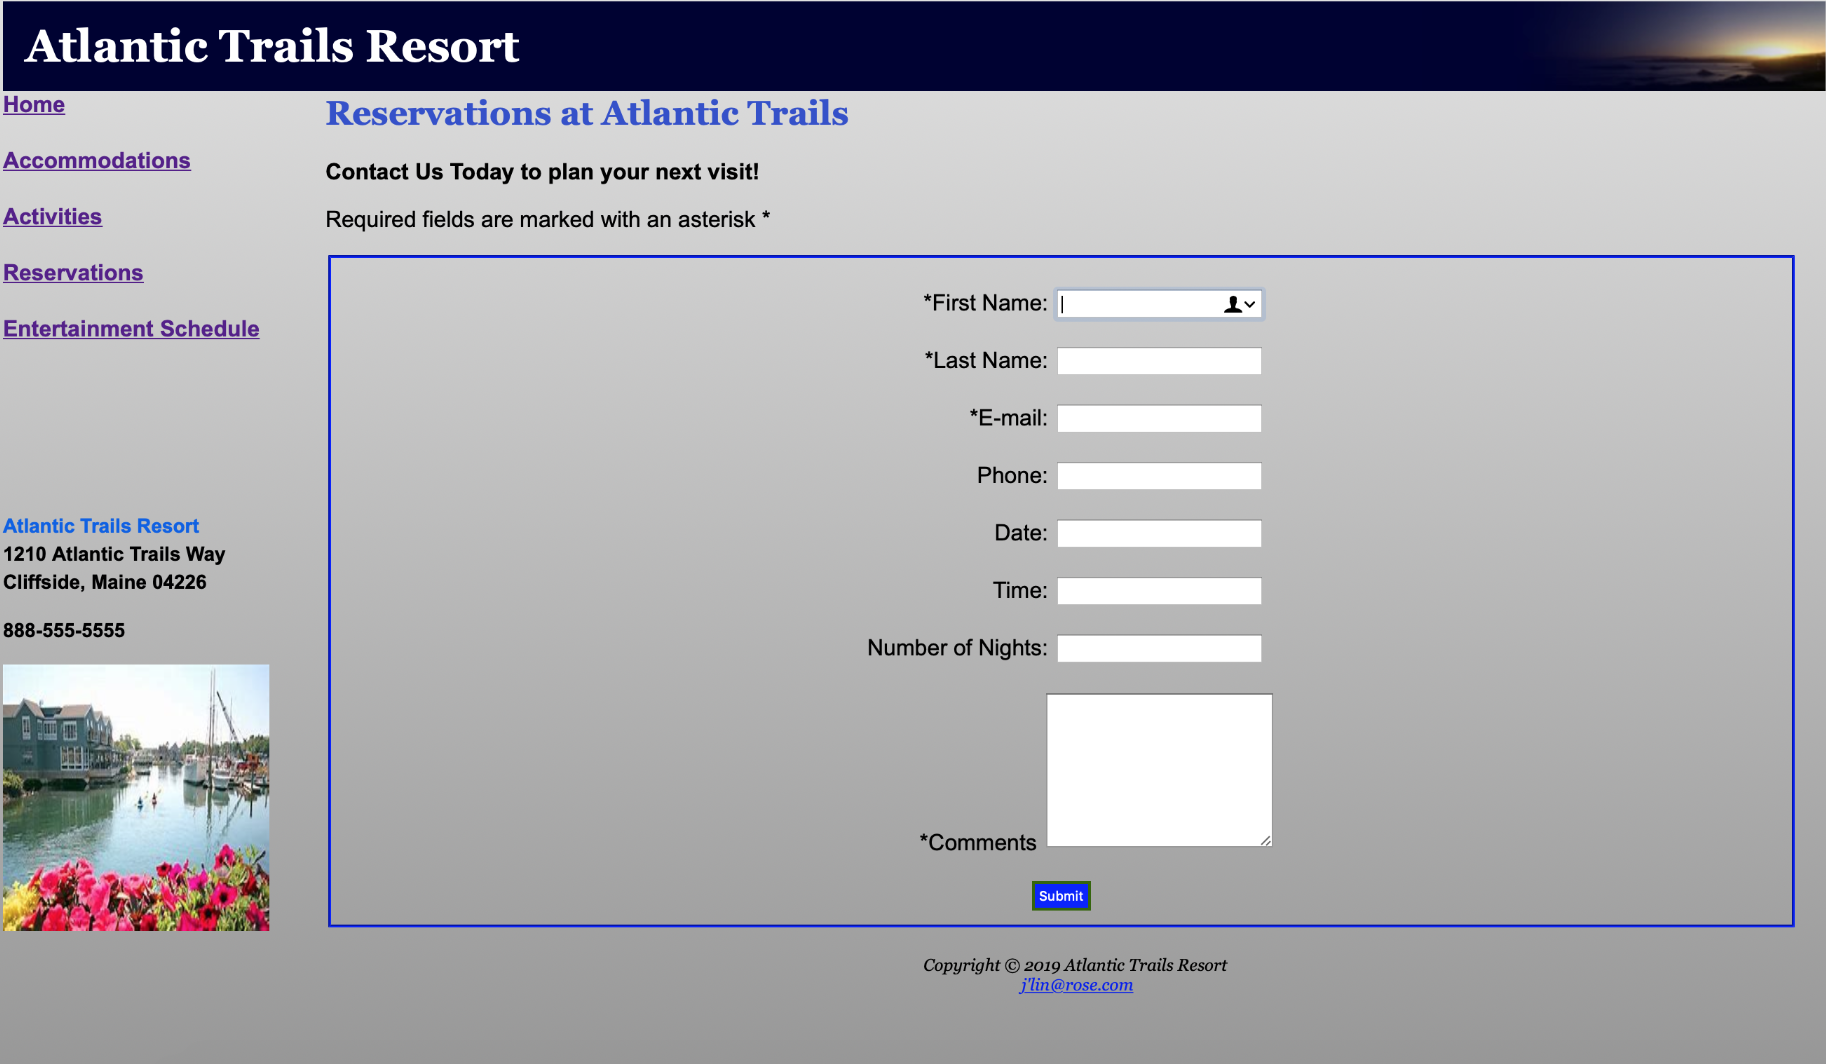 Atlantic Trails Resort
Home
Accommodations
Activities
Reservations
Entertainment Schedule
Atlantic Trails Resort
1210 Atlantic Trails Way
Cliffside, Maine 04226
888-555-5555
Reservations at Atlantic Trails
Contact Us Today to plan your next visit!
Required fields are marked with an asterisk *
*First Name:
*Last Name:
*E-mail:
Phone:
Date:
Time:
Number of Nights:
*Comments
Submit
Copyright © 2019 Atlantic Trails Resort
j'lin@rose.com